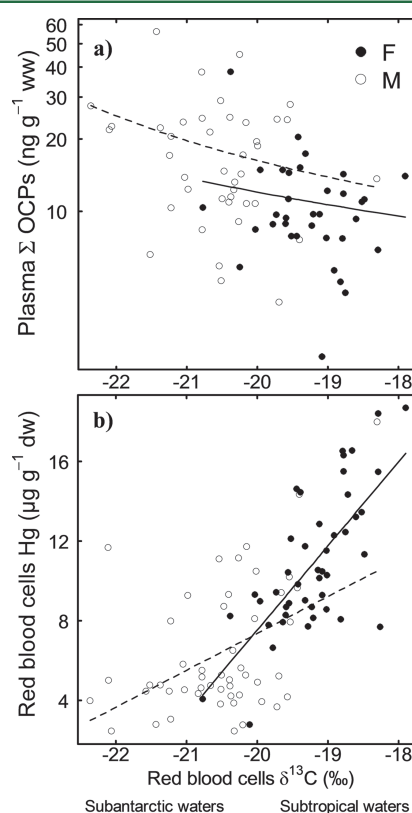 a)
F
M
60
50
40
30
20
10
Plasma Σ OCPs (ng g⁻¹ ww)
-22 -21 -20 -19 -18
b)
16
12
8
4
Red blood cells Hg (µg g⁻¹ dw)
-22 -21 -20 -19 -18
Red blood cells δ¹³C (‰)
Subantarctic waters Subtropical waters